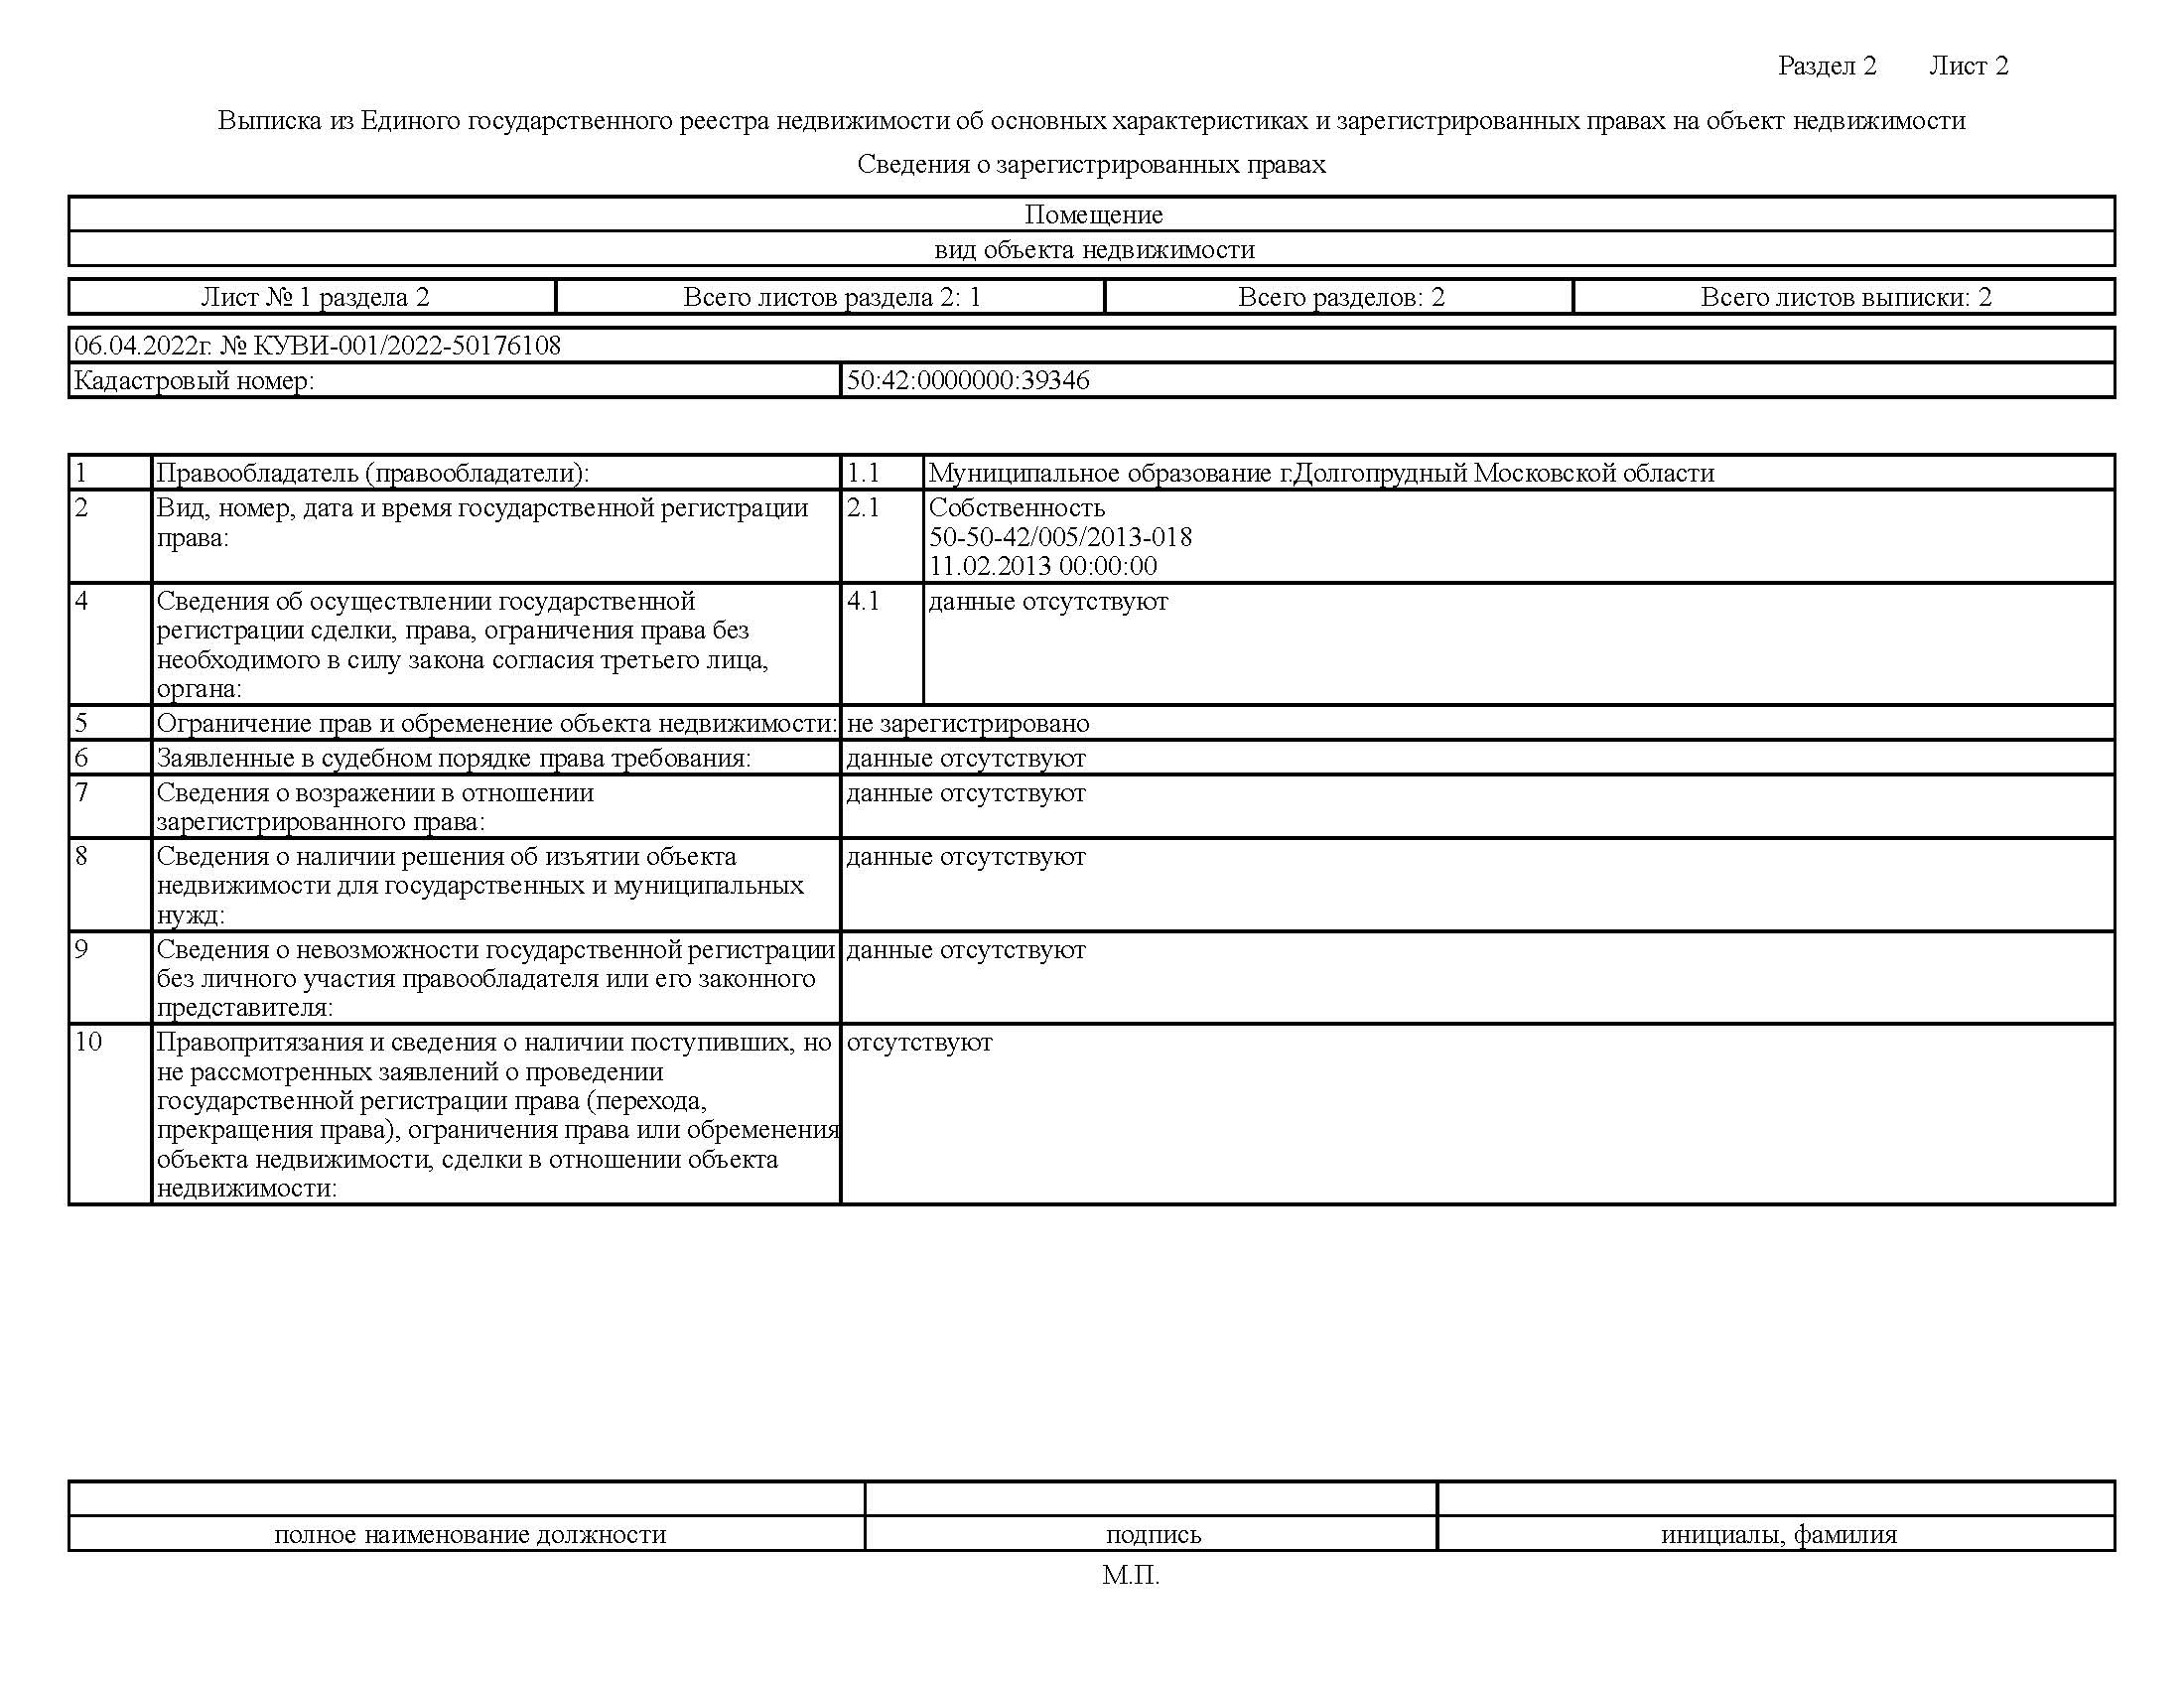 Раздел 2 Лист 2
Выписка из Единого государственного реестра недвижимости об основных характеристиках и зарегистрированных правах на объект недвижимости
Сведения о зарегистрированных правах
Помещение
вид объекта недвижимости
Лист № 1 раздела 2 Всего листов раздела 2: 1 Всего разделов: 2 Всего листов выписки: 2
06.04.2022г. № КУВИ-001/2022-50176108
Кадастровый номер: 50:42:0000000:39346
1 Правообладатель (правообладатели): 1.1 Муниципальное образование г.Долгопрудный Московской области
2 Вид, номер, дата и время государственной регистрации
права:
2.1 Собственность
50-50-42/005/2013-018
11.02.2013 00:00:00
4 Сведения об осуществлении государственной
регистрации сделки, права, ограничения права без
необходимого в силу закона согласия третьего лица,
органа:
4.1 данные отсутствуют
5 Ограничение прав и обременение объекта недвижимости: не зарегистрировано
6 Заявленные в судебном порядке права требования: данные отсутствуют
7 Сведения о возражении в отношении
зарегистрированного права:
данные отсутствуют
8 Сведения о наличии решения об изъятии объекта
недвижимости для государственных и муниципальных
нужд:
данные отсутствуют
9 Сведения о невозможности государственной регистрации
без личного участия правообладателя или его законного
представителя:
данные отсутствуют
10 Правопритязания и сведения о наличии поступивших, но
не рассмотренных заявлений о проведении
государственной регистрации права (перехода,
прекращения права), ограничения права или обременения
объекта недвижимости, сделки в отношении объекта
недвижимости:
отсутствуют
полное наименование должности подпись инициалы, фамилия
М.П.